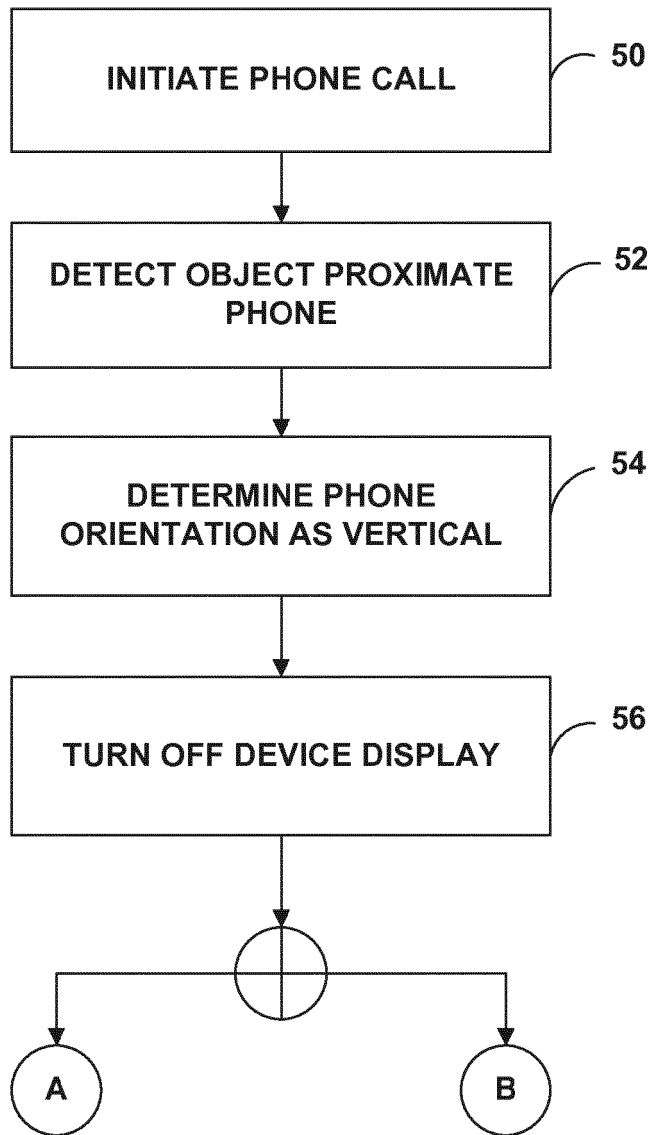 INITIATE PHONE CALL
50
DETECT OBJECT PROXIMATE
PHONE
52
DETERMINE PHONE
ORIENTATION AS VERTICAL
54
TURN OFF DEVICE DISPLAY
56
A
B